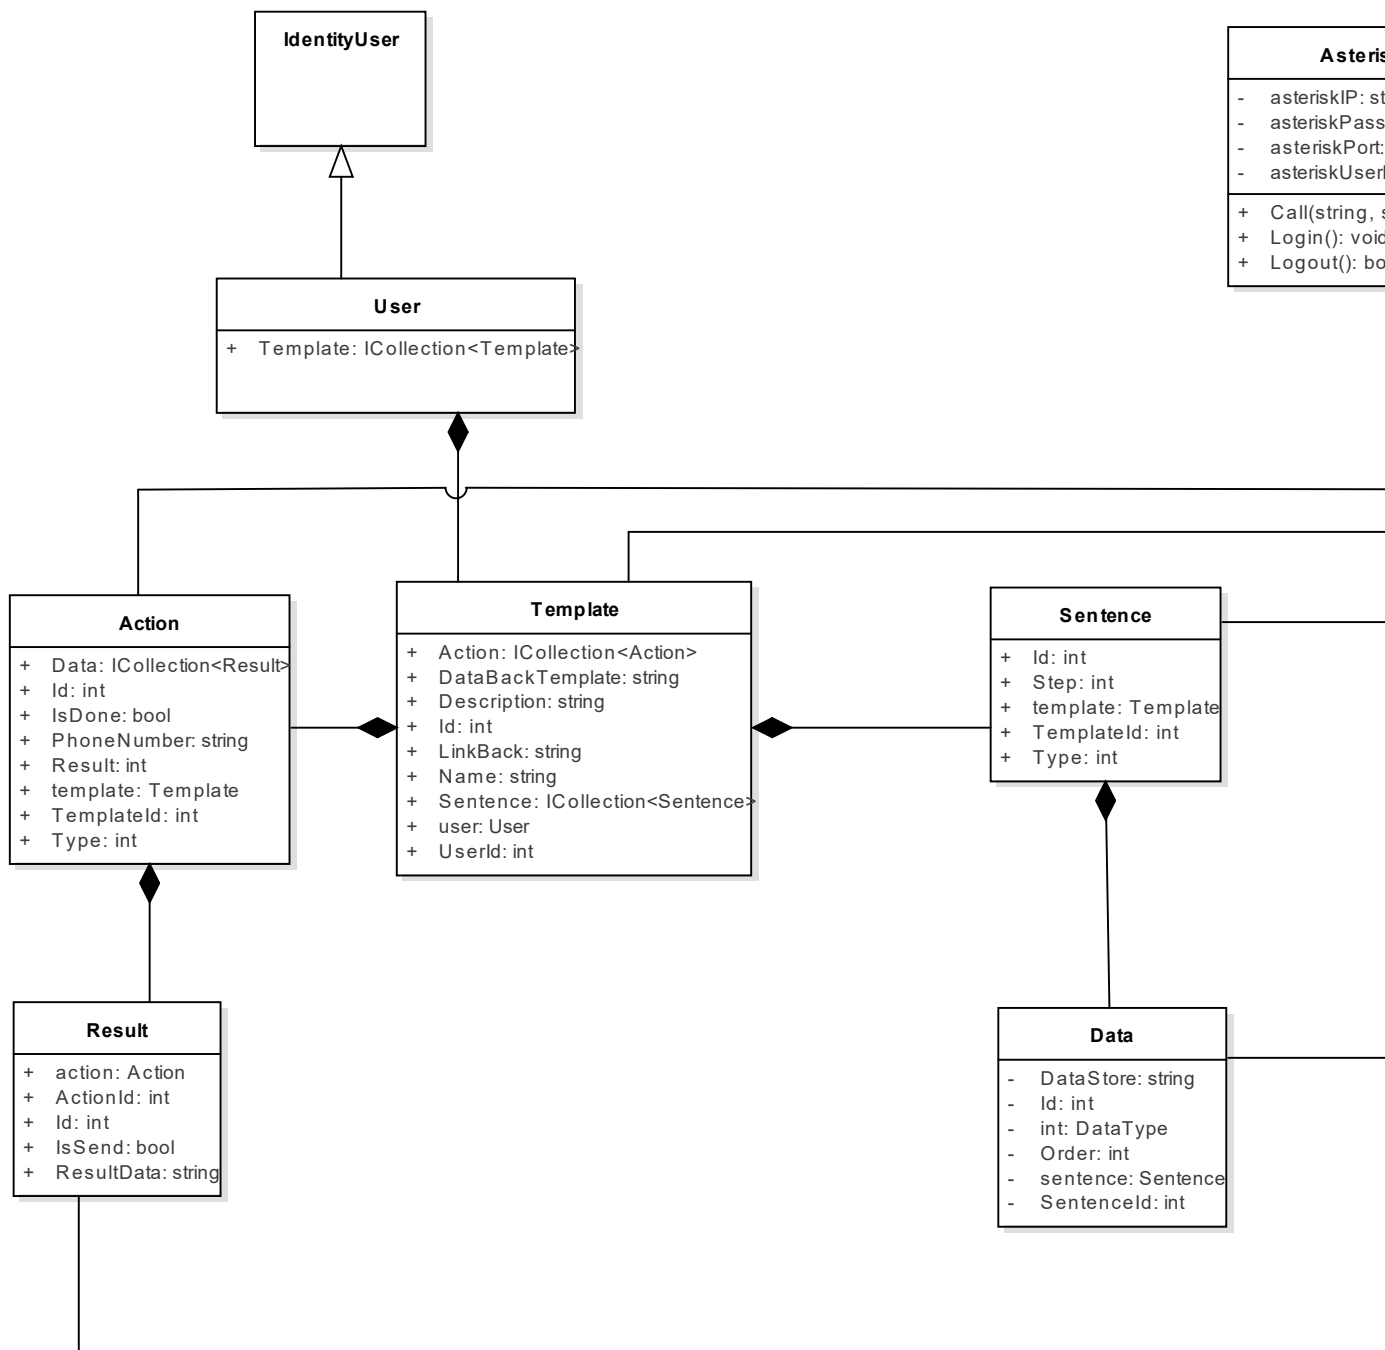 IdentityUser
User
+ Template: ICollection<Template>
Action
+ Data: ICollection<Result>
+ Id: int
+ IsDone: bool
+ PhoneNumber: string
+ Result: int
+ template: Template
+ TemplateId: int
+ Type: int
Template
+ Action: ICollection<Action>
+ DataBackTemplate: string
+ Description: string
+ Id: int
+ LinkBack: string
+ Name: string
+ Sentence: ICollection<Sentence>
+ user: User
+ UserId: int
Sentence
+ Id: int
+ Step: int
+ template: Template
+ TemplateId: int
+ Type: int
Result
+ action: Action
+ ActionId: int
+ Id: int
+ IsSend: bool
+ ResultData: string
Data
- DataStore: string
- Id: int
- int: DataType
- Order: int
- sentence: Sentence
- SentenceId: int
- asteriskIP:
-
- asteriskPort:
-
+ Call(string,
+ Login(): void
+ Logout():